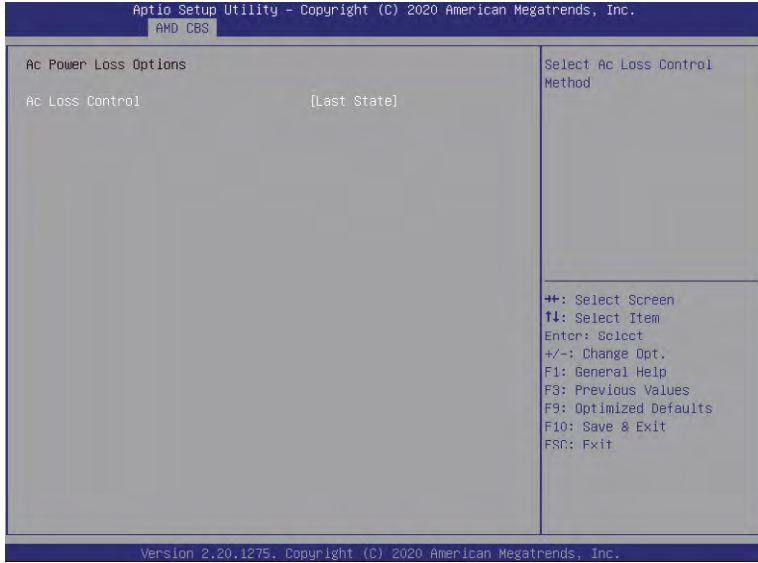 Aptio Setup Utility – Copyright (C) 2020 American Megatrends, Inc.
AMD CBS
Ac Power Loss Options
Ac Loss Control [Last State]
Select Ac Loss Control
Method
→←: Select Screen
↑↓: Select Item
Enter: Select
+/-: Change Opt.
F1: General Help
F3: Previous Values
F9: Optimized Defaults
F10: Save & Exit
ESC: Exit
Version 2.20.1275. Copyright (C) 2020 American Megatrends, Inc.